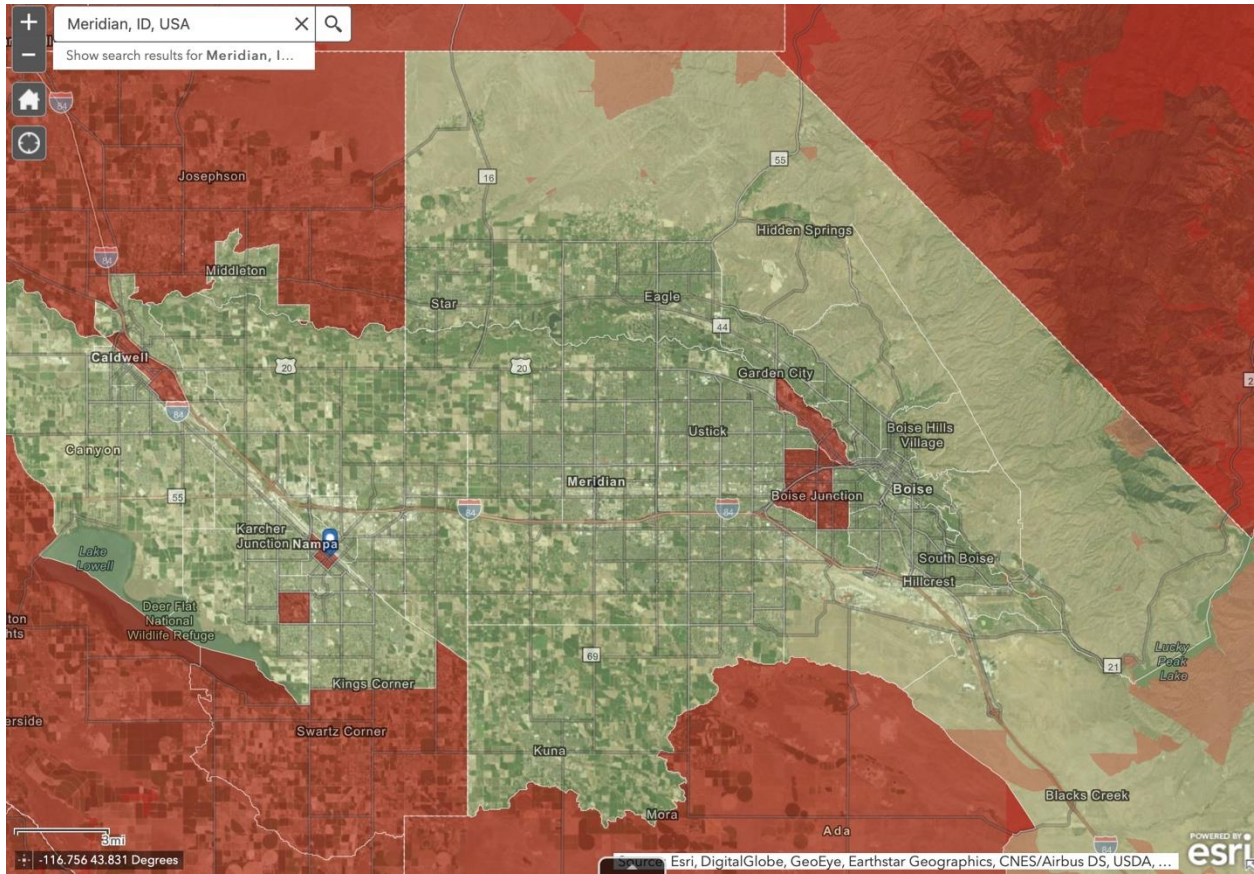 +
Meridian, ID, USA
−
Show search results for Meridian, I...
84
Josephson
16
55
Hidden Springs
84
Middleton
Star
Eagle
44
Caldwell
20
20
Garden City
84
Canyon
Ustick
Boise Hills
Village
Meridian
55
84
Boise Junction
Boise
84
Karcher
Junction
Nampa
Lake
Lowell
South Boise
Hillcrest
Deer Flat
National
Wildlife Refuge
69
21
Lucky
Peak
Lake
Kings Corner
Swartz Corner
Kuna
Blacks Creek
Mora
Ada
3mi
84
POWERED BY
esri
-116.756 43.831 Degrees
Source: Esri, DigitalGlobe, GeoEye, Earthstar Geographics, CNES/Airbus DS, USDA, ...